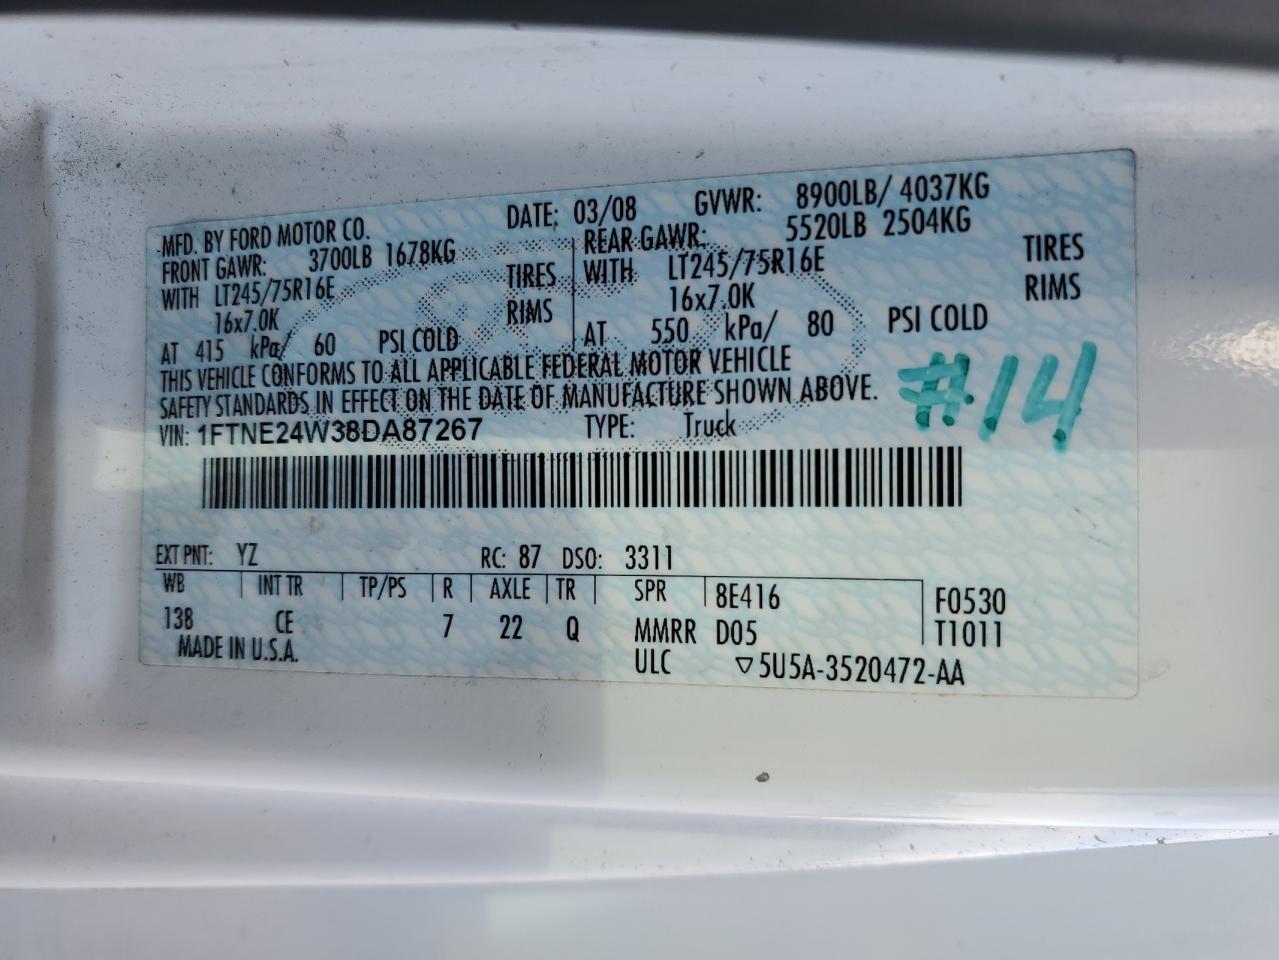 MFD. BY FORD MOTOR CO. DATE: 03/08 GVWR: 8900LB/ 4037KG
FRONT GAWR: 3700LB 1678KG REAR GAWR: 5520LB 2504KG
WITH LT245/75R16E TIRES WITH LT245/75R16E TIRES
16x7.0K RIMS 16x7.0K RIMS
AT 415 kPa/ 60 PSI COLD AT 550 kPa/ 80 PSI COLD
THIS VEHICLE CONFORMS TO ALL APPLICABLE FEDERAL MOTOR VEHICLE
SAFETY STANDARDS IN EFFECT ON THE DATE OF MANUFACTURE SHOWN ABOVE.
#14
VIN: 1FTNE24W38DA87267 TYPE: Truck
EXT PNT: YZ RC: 87 DSO: 3311
WB INT TR TP/PS R AXLE TR SPR 8E416 F0530
138 CE 7 22 Q MMRR D05 T1011
MADE IN U.S.A. ULC ▽5U5A-3520472-AA